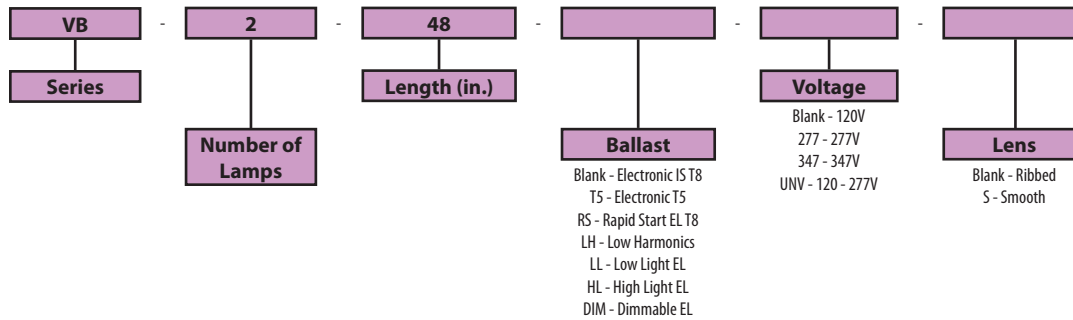 VB - 2 - 48 - - -
Series
Length (in.)
Voltage
Blank - 120V
277 - 277V
347 - 347V
UNV - 120 - 277V
Number of
Lamps
Ballast
Blank - Electronic IS T8
T5 - Electronic T5
RS - Rapid Start EL T8
LH - Low Harmonics
LL - Low Light EL
HL - High Light EL
DIM - Dimmable EL
Lens
Blank - Ribbed
S - Smooth